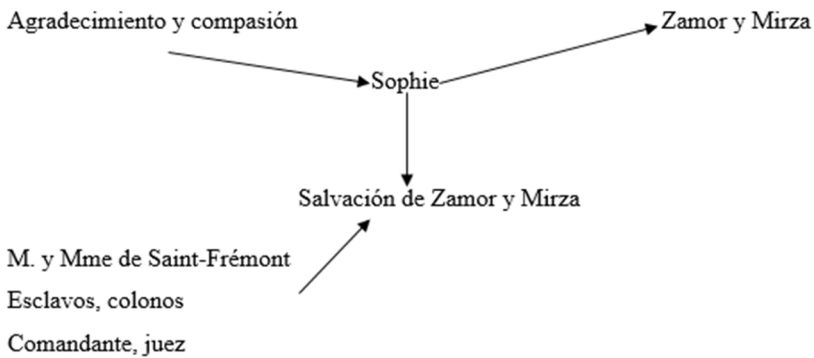 Agradecimiento y compasión
Zamor y Mirza
Sophie
Salvación de Zamor y Mirza
M. y Mme de Saint-Frémont
Esclavos, colonos
Comandante, juez